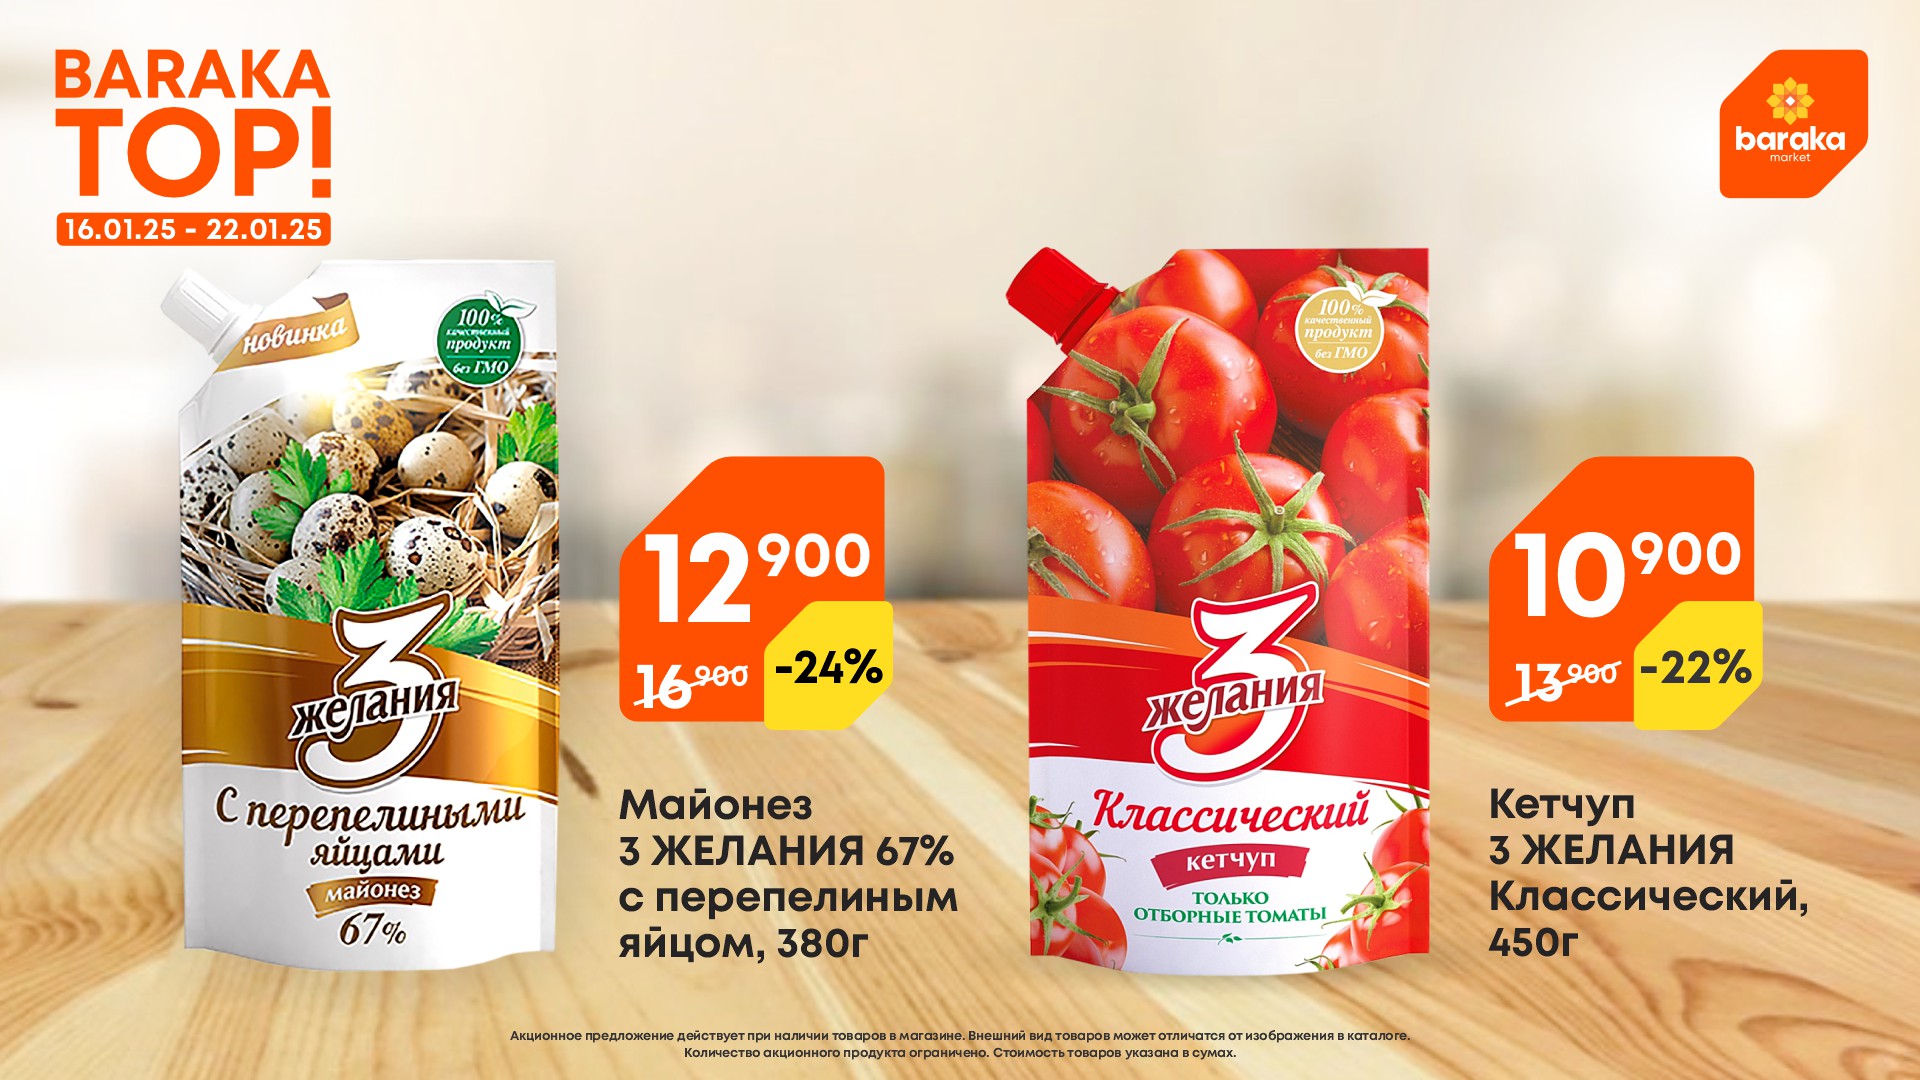 BARAKA
TOP!
16.01.25 - 22.01.25
baraka
market
новинка
100%
качественный
продукт
без ГМО
3
желания
С перепелиными
яйцами
майонез
67%
12 900
16 900
-24%
Майонез
3 ЖЕЛАНИЯ 67%
с перепелиным
яйцом, 380г
100%
качественный
продукт
без ГМО
3
желания
Классический
кетчуп
ТОЛЬКО
ОТБОРНЫЕ ТОМАТЫ
10 900
13 900
-22%
Кетчуп
3 ЖЕЛАНИЯ
Классический,
450г
Акционное предложение действует при наличии товаров в магазине. Внешний вид товаров может отличатся от изображения в каталоге.
Количество акционного продукта ограничено. Стоимость товаров указана в сумах.